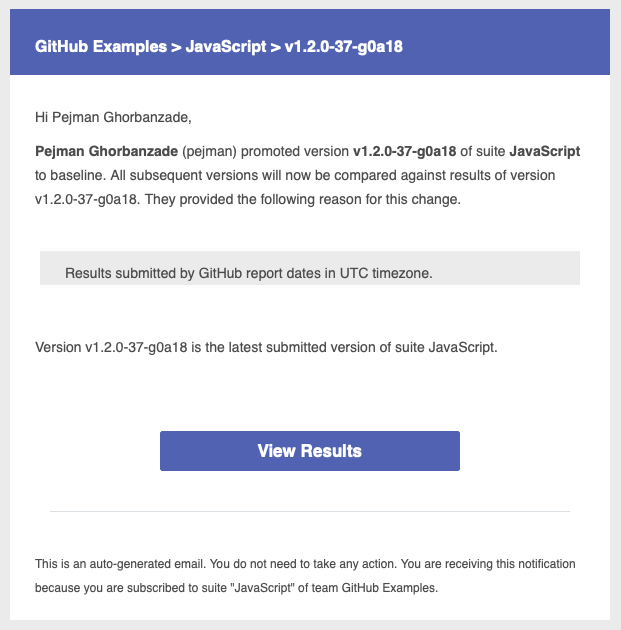 GitHub Examples > JavaScript > v1.2.0-37-g0a18
Hi Pejman Ghorbanzade,
Pejman Ghorbanzade (pejman) promoted version v1.2.0-37-g0a18 of suite JavaScript
to baseline. All subsequent versions will now be compared against results of version
v1.2.0-37-g0a18. They provided the following reason for this change.
Results submitted by GitHub report dates in UTC timezone.
Version v1.2.0-37-g0a18 is the latest submitted version of suite JavaScript.
View Results
This is an auto-generated email. You do not need to take any action. You are receiving this notification
because you are subscribed to suite "JavaScript" of team GitHub Examples.